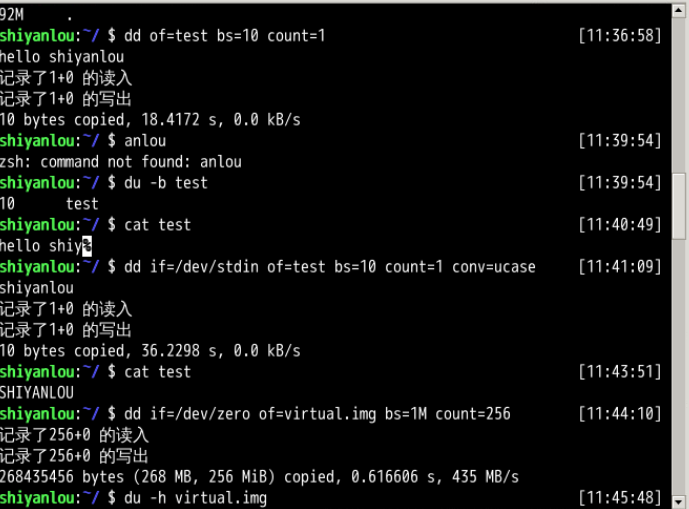 92M     .
shiyanlou:~/ $ dd of=test bs=10 count=1 [11:36:58]
hello shiyanlou
记录了1+0 的读入
记录了1+0 的写出
10 bytes copied, 18.4172 s, 0.0 kB/s
shiyanlou:~/ $ anlou [11:39:54]
zsh: command not found: anlou
shiyanlou:~/ $ du -b test [11:39:54]
10      test
shiyanlou:~/ $ cat test [11:40:49]
hello shiy%
shiyanlou:~/ $ dd if=/dev/stdin of=test bs=10 count=1 conv=ucase [11:41:09]
shiyanlou
记录了1+0 的读入
记录了1+0 的写出
10 bytes copied, 36.2298 s, 0.0 kB/s
shiyanlou:~/ $ cat test [11:43:51]
SHIYANLOU
shiyanlou:~/ $ dd if=/dev/zero of=virtual.img bs=1M count=256 [11:44:10]
记录了256+0 的读入
记录了256+0 的写出
268435456 bytes (268 MB, 256 MiB) copied, 0.616606 s, 435 MB/s
shiyanlou:~/ $ du -h virtual.img [11:45:48]